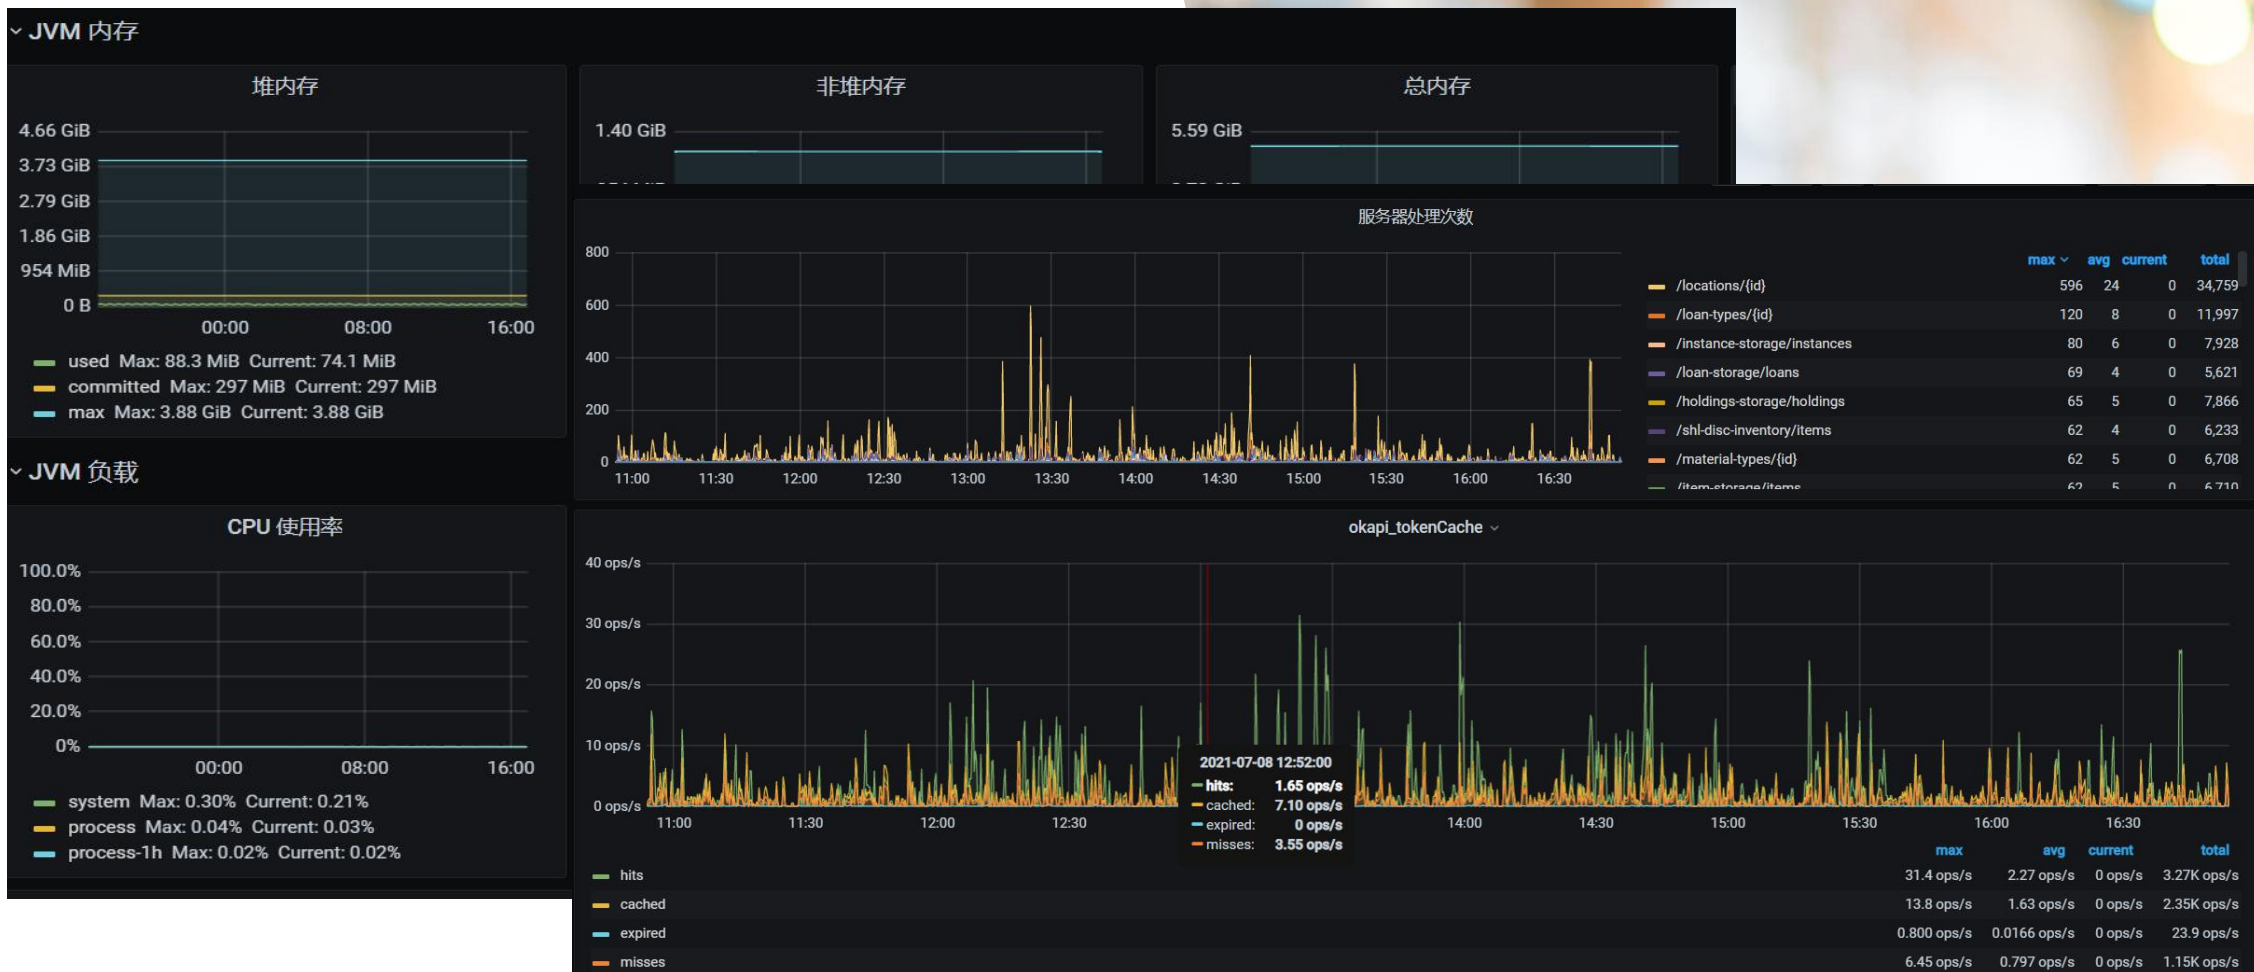 JVM 内存
堆内存
4.66 GiB
3.73 GiB
2.79 GiB
1.86 GiB
954 MiB
0 B
00:00 08:00 16:00
used Max: 88.3 MiB Current: 74.1 MiB
committed Max: 297 MiB Current: 297 MiB
max Max: 3.88 GiB Current: 3.88 GiB
非堆内存
1.40 GiB
总内存
5.59 GiB
JVM 负载
CPU 使用率
100.0%
80.0%
60.0%
40.0%
20.0%
0%
00:00 08:00 16:00
system Max: 0.30% Current: 0.21%
process Max: 0.04% Current: 0.03%
process-1h Max: 0.02% Current: 0.02%
服务器处理次数
800
600
400
200
0
11:00 11:30 12:00 12:30 13:00 13:30 14:00 14:30 15:00 15:30 16:00 16:30
max avg current total
/locations/{id} 596 24 0 34,759
/loan-types/{id} 120 8 0 11,997
/instance-storage/instances 80 6 0 7,928
/loan-storage/loans 69 4 0 5,621
/holdings-storage/holdings 65 5 0 7,866
/shl-disc-inventory/items 62 4 0 6,233
/material-types/{id} 62 5 0 6,708
/item-storage/items 62 5 0 6,710
okapi_tokenCache
40 ops/s
30 ops/s
20 ops/s
10 ops/s
0 ops/s
11:00 11:30 12:00 12:30 14:00 14:30 15:00 15:30 16:00 16:30
2021-07-08 12:52:00
hits: 1.65 ops/s
cached: 7.10 ops/s
expired: 0 ops/s
misses: 3.55 ops/s
max avg current total
hits 31.4 ops/s 2.27 ops/s 0 ops/s 3.27K ops/s
cached 13.8 ops/s 1.63 ops/s 0 ops/s 2.35K ops/s
expired 0.800 ops/s 0.0166 ops/s 0 ops/s 23.9 ops/s
misses 6.45 ops/s 0.797 ops/s 0 ops/s 1.15K ops/s